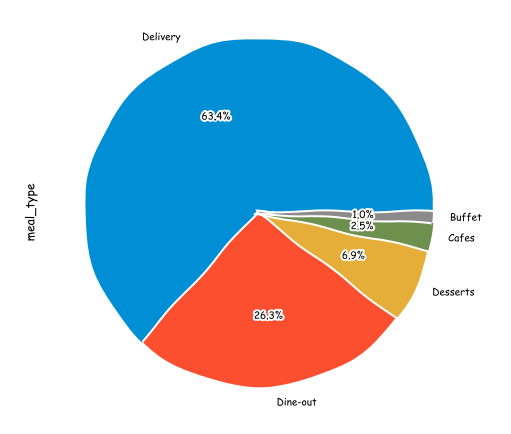 Delivery
63.4%
meal_type
1.0%
Buffet
2.5%
Cafes
6.9%
Desserts
26.3%
Dine-out